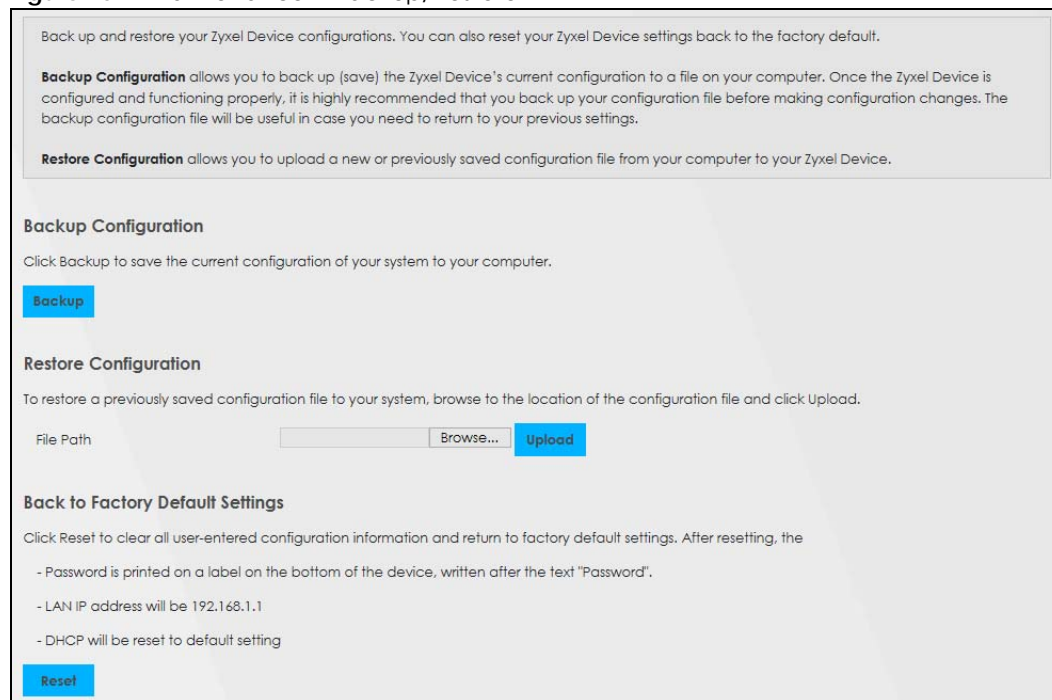 Back up and restore your Zyxel Device configurations. You can also reset your Zyxel Device settings back to the factory default.
Backup Configuration allows you to back up (save) the Zyxel Device's current configuration to a file on your computer. Once the Zyxel Device is
configured and functioning properly, it is highly recommended that you back up your configuration file before making configuration changes. The
backup configuration file will be useful in case you need to return to your previous settings.
Restore Configuration allows you to upload a new or previously saved configuration file from your computer to your Zyxel Device.
Backup Configuration
Click Backup to save the current configuration of your system to your computer.
Backup
Restore Configuration
To restore a previously saved configuration file to your system, browse to the location of the configuration file and click Upload.
File Path Browse... Upload
Back to Factory Default Settings
Click Reset to clear all user-entered configuration information and return to factory default settings. After resetting, the
- Password is printed on a label on the bottom of the device, written after the text "Password".
- LAN IP address will be 192.168.1.1
- DHCP will be reset to default setting
Reset